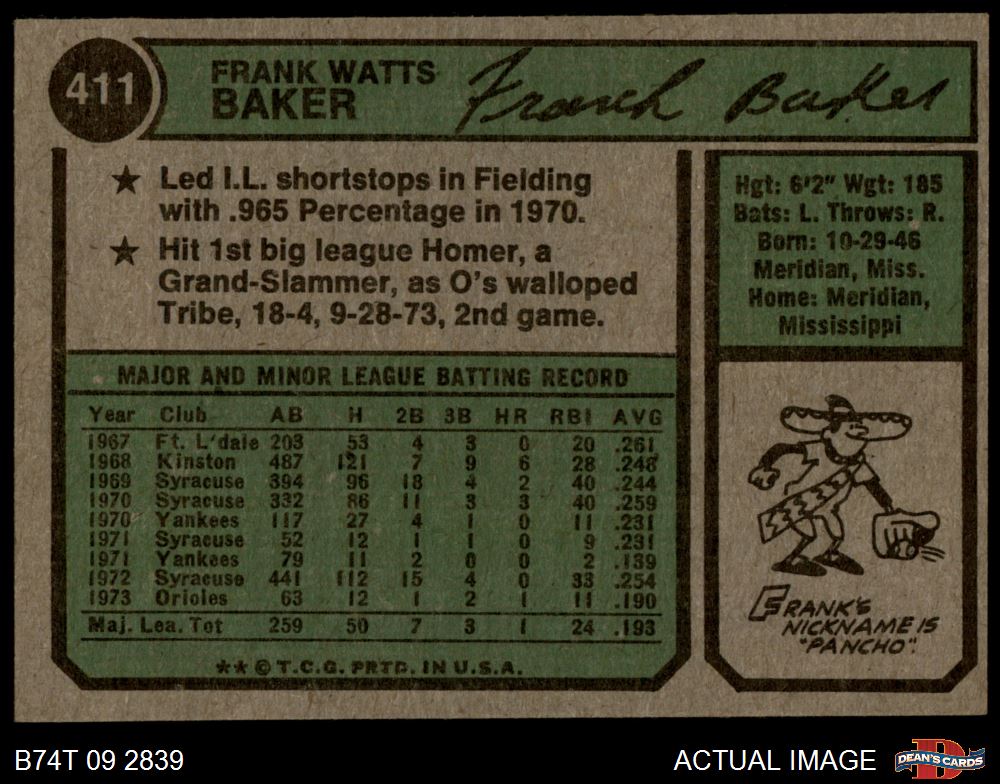 411
FRANK WATTS
BAKER
Frank Baker
★ Led I.L. shortstops in Fielding
with .965 Percentage in 1970.
★ Hit 1st big league Homer, a
Grand-Slammer, as O's walloped
Tribe, 18-4, 9-28-73, 2nd game.
Hgt: 6'2" Wgt: 185
Bats: L. Throws: R.
Born: 10-29-46
Meridian, Miss.
Home: Meridian,
Mississippi
MAJOR AND MINOR LEAGUE BATTING RECORD
Year Club AB H 2B 3B HR RBI AVG
1967 Ft. L'dale 203 53 4 3 0 20 .261
1968 Kinston 487 121 7 9 6 28 .248
1969 Syracuse 394 96 18 4 2 40 .244
1970 Syracuse 332 86 11 3 3 40 .259
1970 Yankees 117 27 4 1 0 11 .231
1971 Syracuse 52 12 1 1 0 9 .231
1971 Yankees 79 11 2 0 0 2 .139
1972 Syracuse 441 112 15 4 0 33 .254
1973 Orioles 63 12 1 2 1 11 .190
Maj. Lea. Tot 259 50 7 3 1 24 .193
★★ © T.C.G. PRTD. IN U.S.A.
FRANK'S
NICKNAME IS
"PANCHO".
B74T 09 2839
ACTUAL IMAGE
DEAN'S CARDS